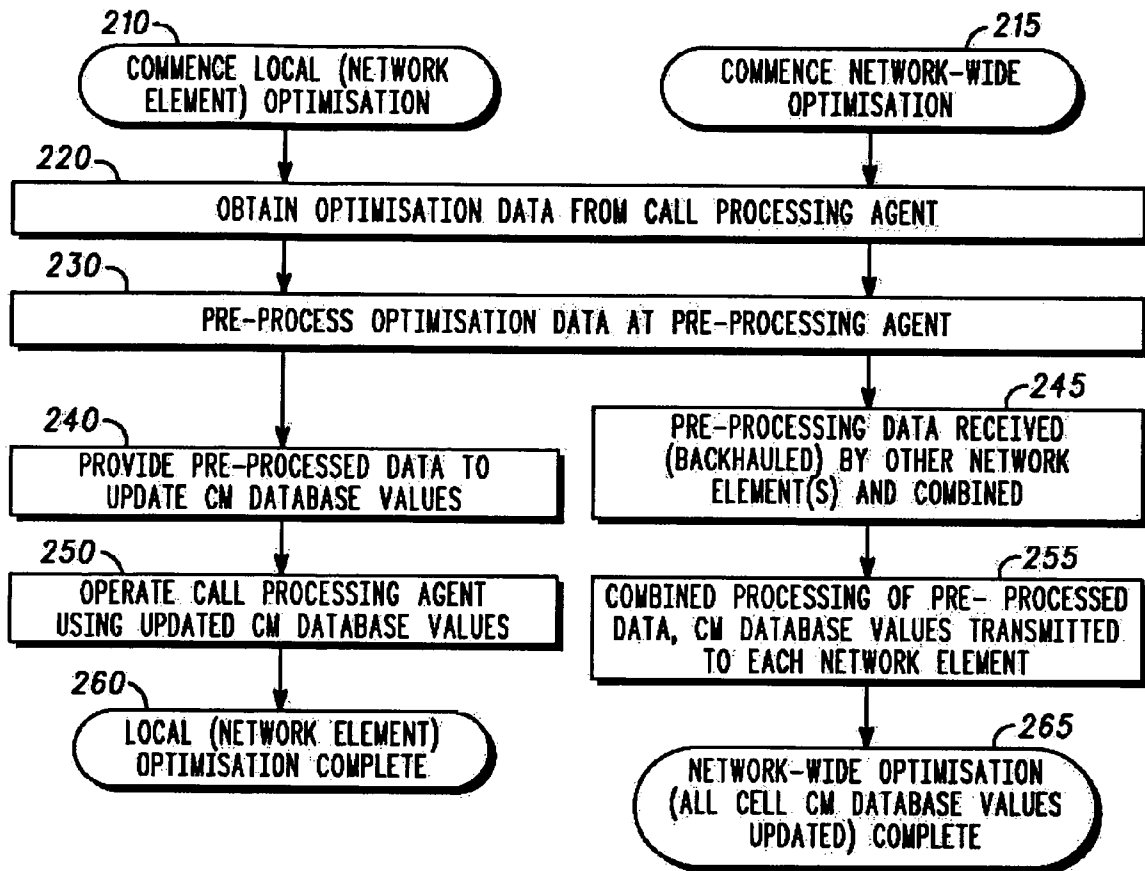 210
COMMENCE LOCAL (NETWORK
ELEMENT) OPTIMISATION
215
COMMENCE NETWORK-WIDE
OPTIMISATION
220
OBTAIN OPTIMISATION DATA FROM CALL PROCESSING AGENT
230
PRE-PROCESS OPTIMISATION DATA AT PRE-PROCESSING AGENT
240
PROVIDE PRE-PROCESSED DATA TO
UPDATE CM DATABASE VALUES
245
PRE-PROCESSING DATA RECEIVED
(BACKHAULED) BY OTHER NETWORK
ELEMENT(S) AND COMBINED
250
OPERATE CALL PROCESSING AGENT
USING UPDATED CM DATABASE VALUES
255
COMBINED PROCESSING OF PRE- PROCESSED
DATA, CM DATABASE VALUES TRANSMITTED
TO EACH NETWORK ELEMENT
260
LOCAL (NETWORK ELEMENT)
OPTIMISATION COMPLETE
265
NETWORK-WIDE OPTIMISATION
(ALL CELL CM DATABASE VALUES
UPDATED) COMPLETE